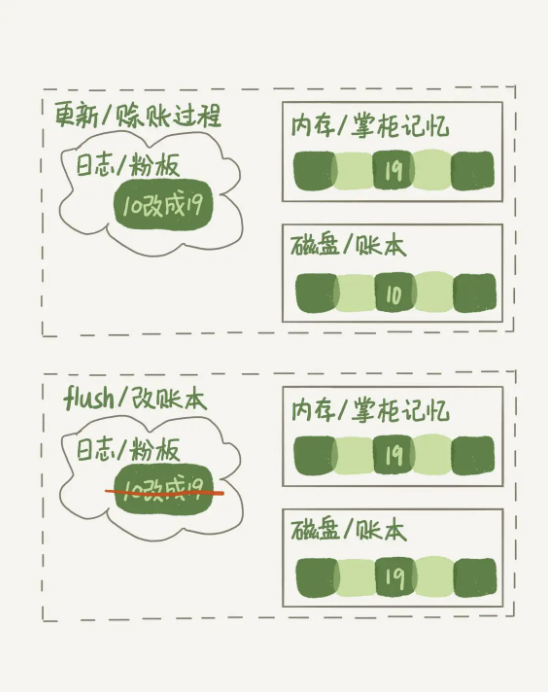 更新/赊账过程
日志/粉板
10改成19
内存/掌柜记忆
19
磁盘/账本
10
flush/改账本
日志/粉板
10改成19
内存/掌柜记忆
19
磁盘/账本
19